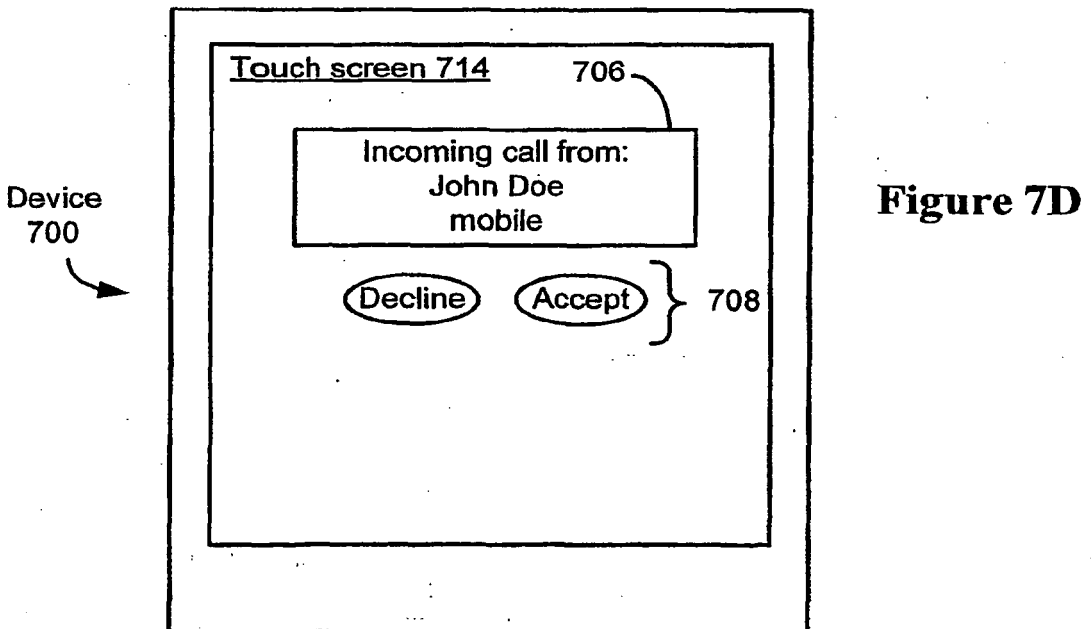 Touch screen 714
706
Incoming call from:
John Doe
mobile
Device
700
Decline
Accept
708
Figure 7D